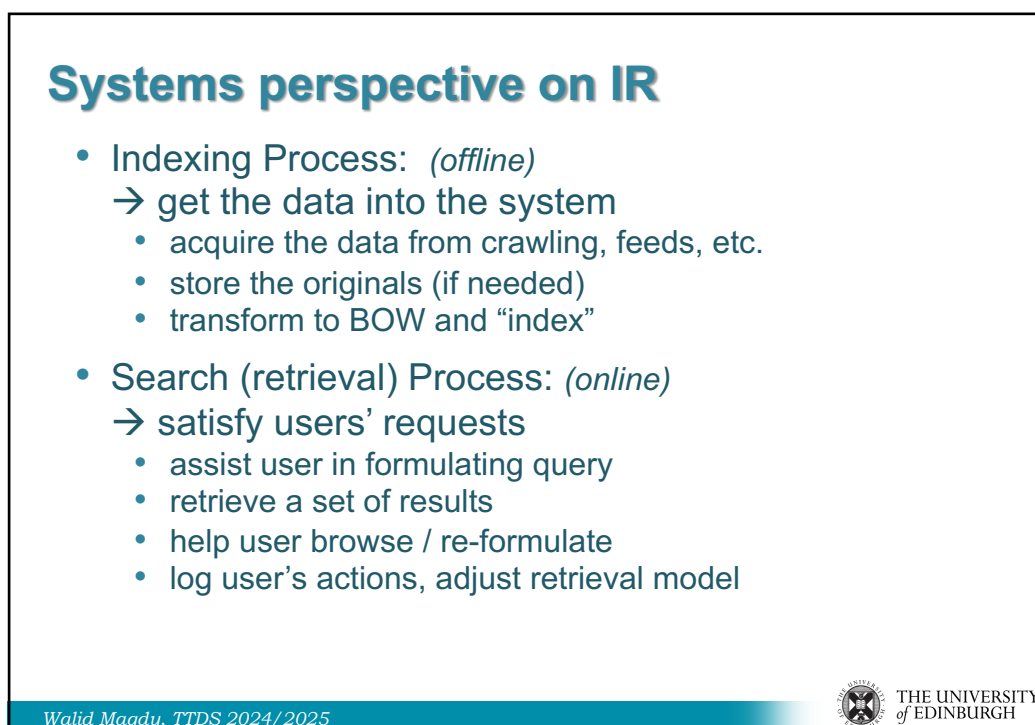 Systems perspective on IR
• Indexing Process: (offline)
→ get the data into the system
• acquire the data from crawling, feeds, etc.
• store the originals (if needed)
• transform to BOW and “index”
• Search (retrieval) Process: (online)
→ satisfy users’ requests
• assist user in formulating query
• retrieve a set of results
• help user browse / re-formulate
• log user’s actions, adjust retrieval model
Walid Magdy, TTDS 2024/2025
THE UNIVERSITY
of EDINBURGH